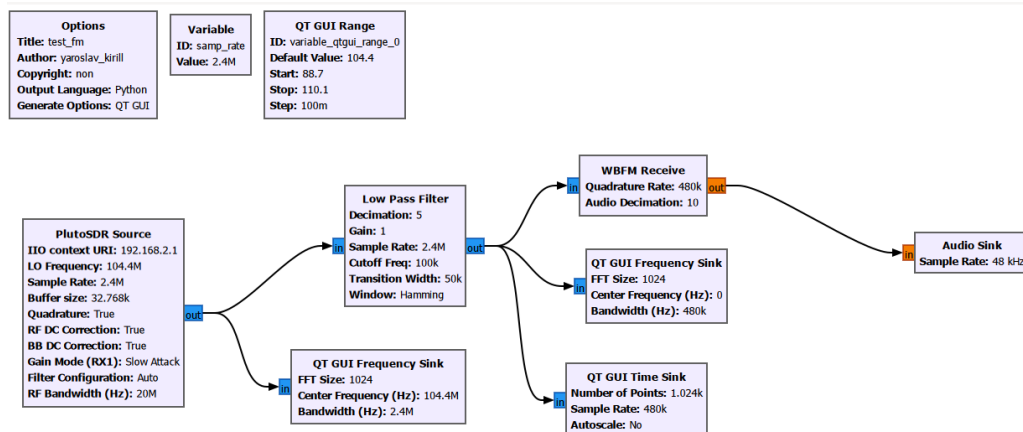 Options
Title: test_fm
Author: yaroslav_kirill
Copyright: non
Output Language: Python
Generate Options: QT GUI
Variable
ID: samp_rate
Value: 2.4M
QT GUI Range
ID: variable_qtgui_range_0
Default Value: 104.4
Start: 88.7
Stop: 110.1
Step: 100m
PlutoSDR Source
IIO context URI: 192.168.2.1
LO Frequency: 104.4M
Sample Rate: 2.4M
Buffer size: 32.768k
Quadrature: True
RF DC Correction: True
BB DC Correction: True
Gain Mode (RX1): Slow Attack
Filter Configuration: Auto
RF Bandwidth (Hz): 20M
out
in
Low Pass Filter
Decimation: 5
Gain: 1
Sample Rate: 2.4M
Cutoff Freq: 100k
Transition Width: 50k
Window: Hamming
out
in
QT GUI Frequency Sink
FFT Size: 1024
Center Frequency (Hz): 104.4M
Bandwidth (Hz): 2.4M
in
WBFM Receive
Quadrature Rate: 480k
Audio Decimation: 10
out
in
QT GUI Frequency Sink
FFT Size: 1024
Center Frequency (Hz): 0
Bandwidth (Hz): 480k
in
QT GUI Time Sink
Number of Points: 1.024k
Sample Rate: 480k
Autoscale: No
in
Audio Sink
Sample Rate: 48 kHz